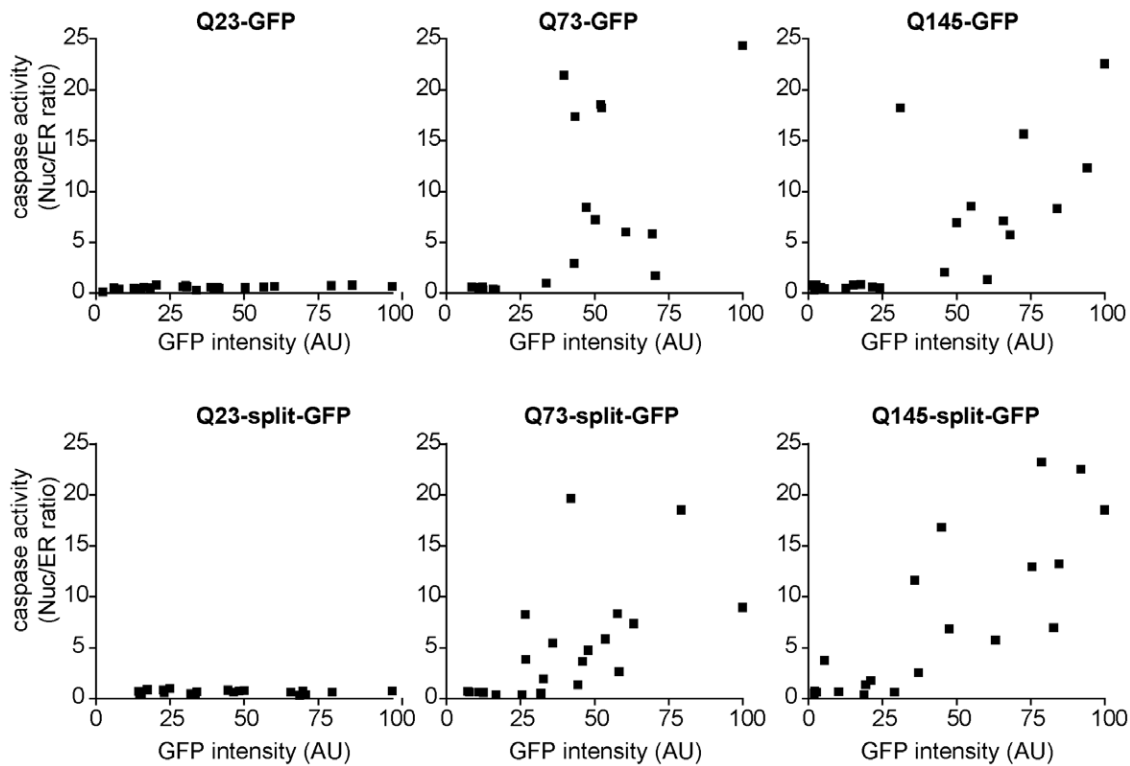 Q23-GFP Q73-GFP Q145-GFP
caspase activity
(Nuc/ER ratio)
25 25 25
20 20 20
15 15 15
10 10 10
5 5 5
0 0 0
0 25 50 75 100 0 25 50 75 100 0 25 50 75 100
GFP intensity (AU) GFP intensity (AU) GFP intensity (AU)
Q23-split-GFP Q73-split-GFP Q145-split-GFP
caspase activity
(Nuc/ER ratio)
25 25 25
20 20 20
15 15 15
10 10 10
5 5 5
0 0 0
0 25 50 75 100 0 25 50 75 100 0 25 50 75 100
GFP intensity (AU) GFP intensity (AU) GFP intensity (AU)